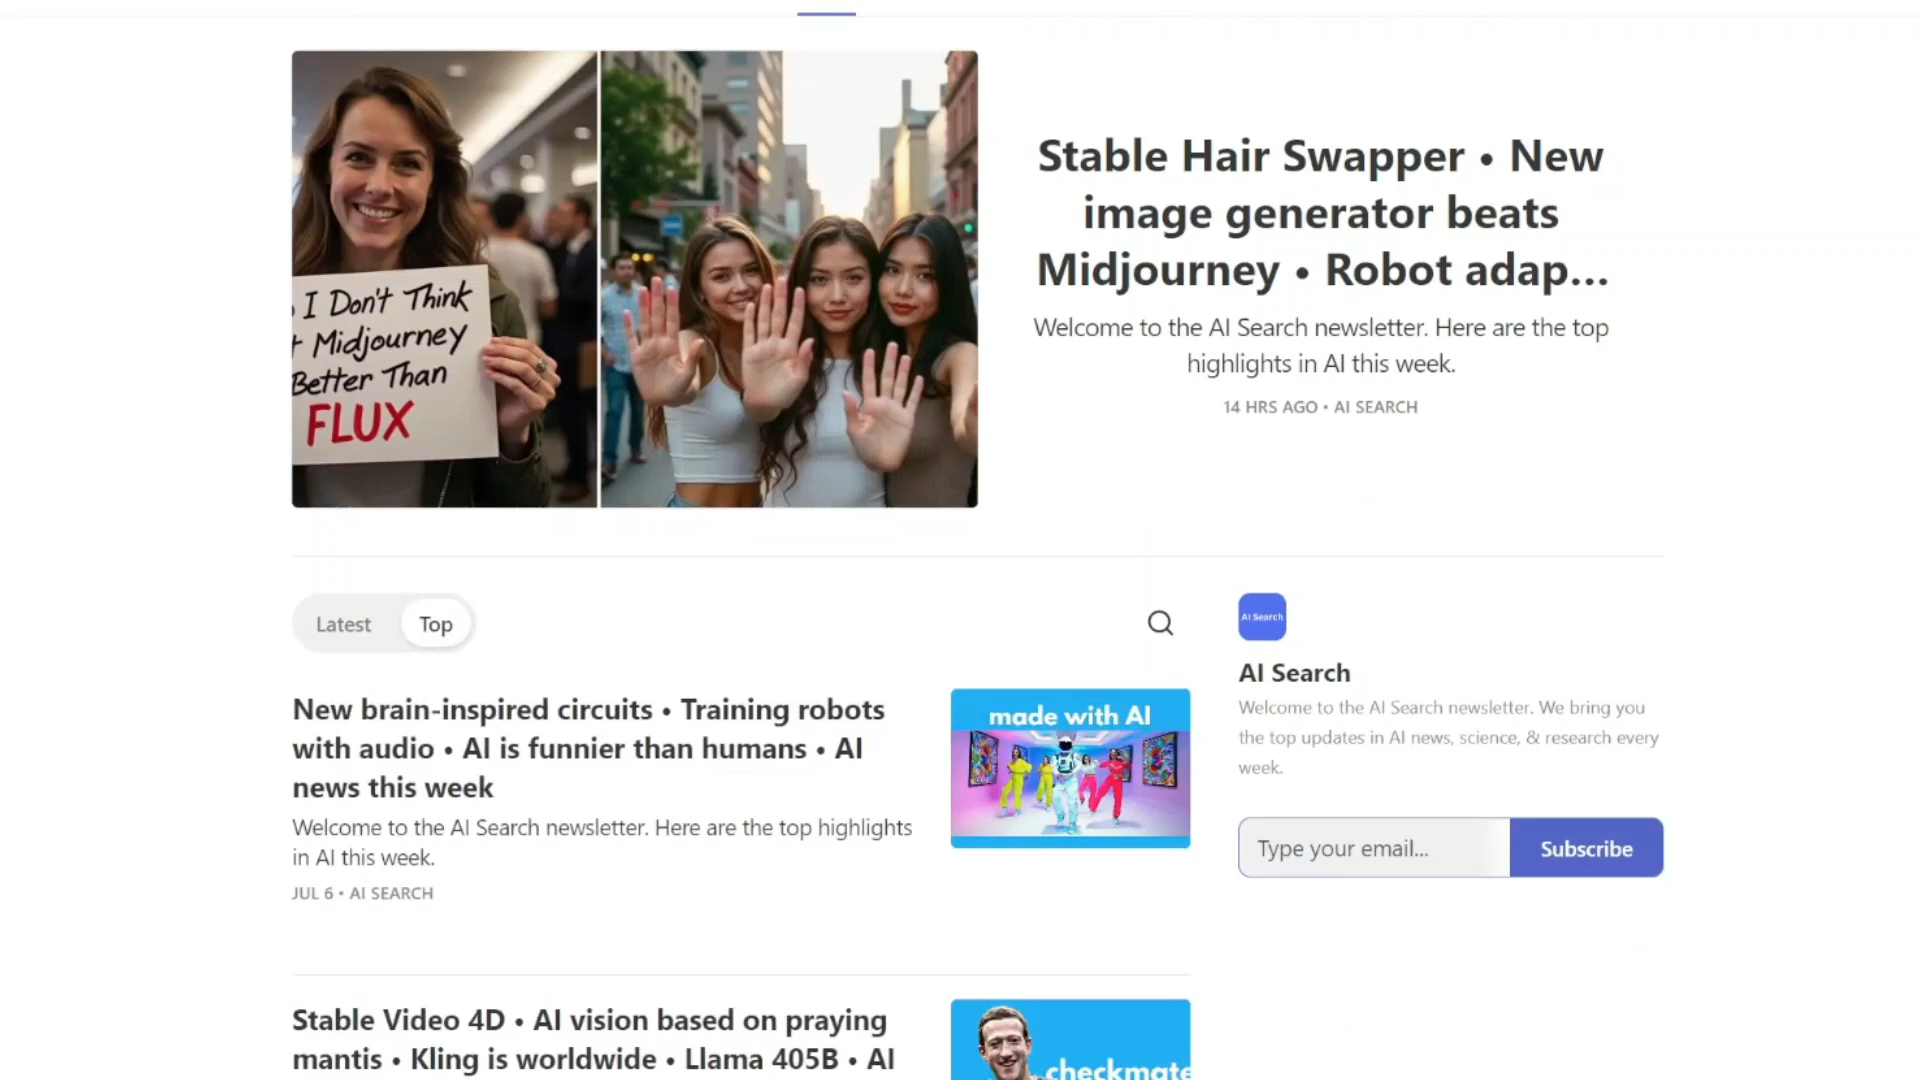 I Don't Think
Midjourney
Better Than
FLUX
Stable Hair Swapper • New
image generator beats
Midjourney • Robot adap...
Welcome to the AI Search newsletter. Here are the top
highlights in AI this week.
14 HRS AGO • AI SEARCH
Latest
Top
New brain-inspired circuits • Training robots
with audio • AI is funnier than humans • AI
news this week
Welcome to the AI Search newsletter. Here are the top highlights
in AI this week.
JUL 6 • AI SEARCH
made with AI
AI Search
AI Search
Welcome to the AI Search newsletter. We bring you
the top updates in AI news, science, & research every
week.
Type your email...
Subscribe
Stable Video 4D • AI vision based on praying
mantis • Kling is worldwide • Llama 405B • AI
checkmate